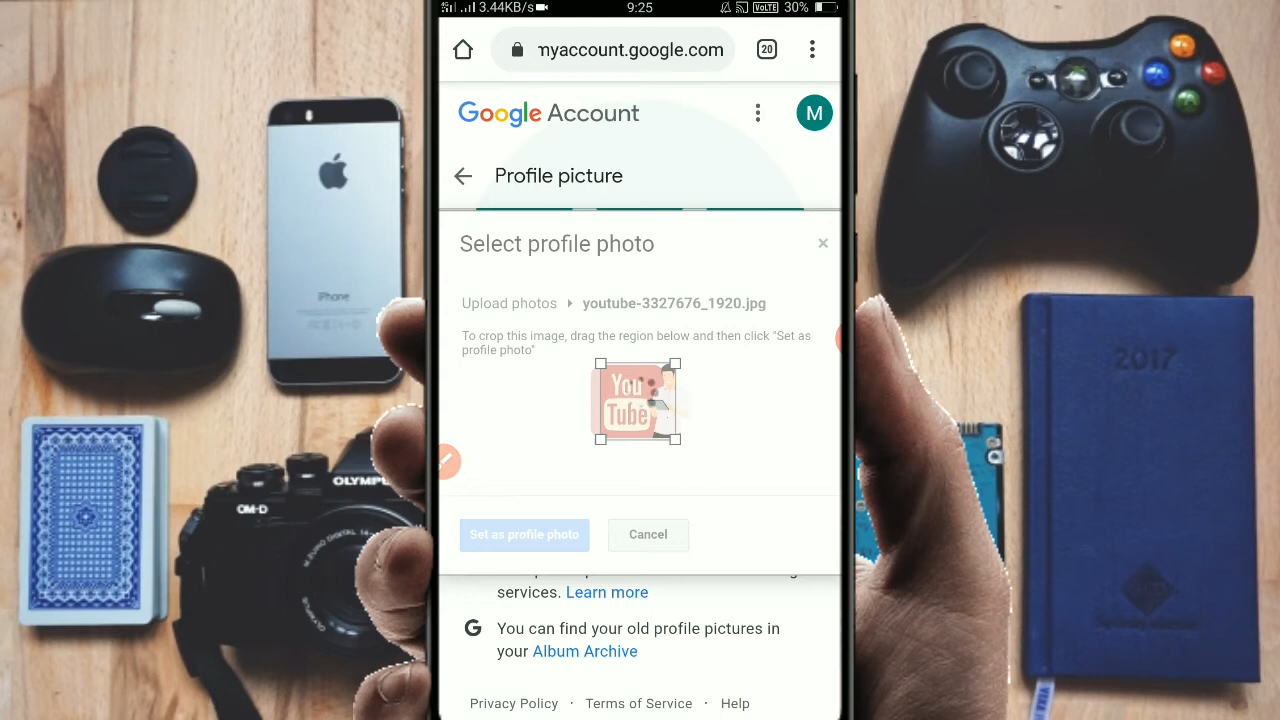 3.44KB/s
9:25
VoLTE
30%
myaccount.google.com
20
Google Account
M
Profile picture
Select profile photo
×
Upload photos
youtube-3327676_1920.jpg
To crop this image, drag the region below and then click "Set as
profile photo"
You
Tube
Set as profile photo
Cancel
services. Learn more
G
You can find your old profile pictures in
your Album Archive
Privacy Policy · Terms of Service · Help
iPhone
OLYMPUS
OM-D
2017